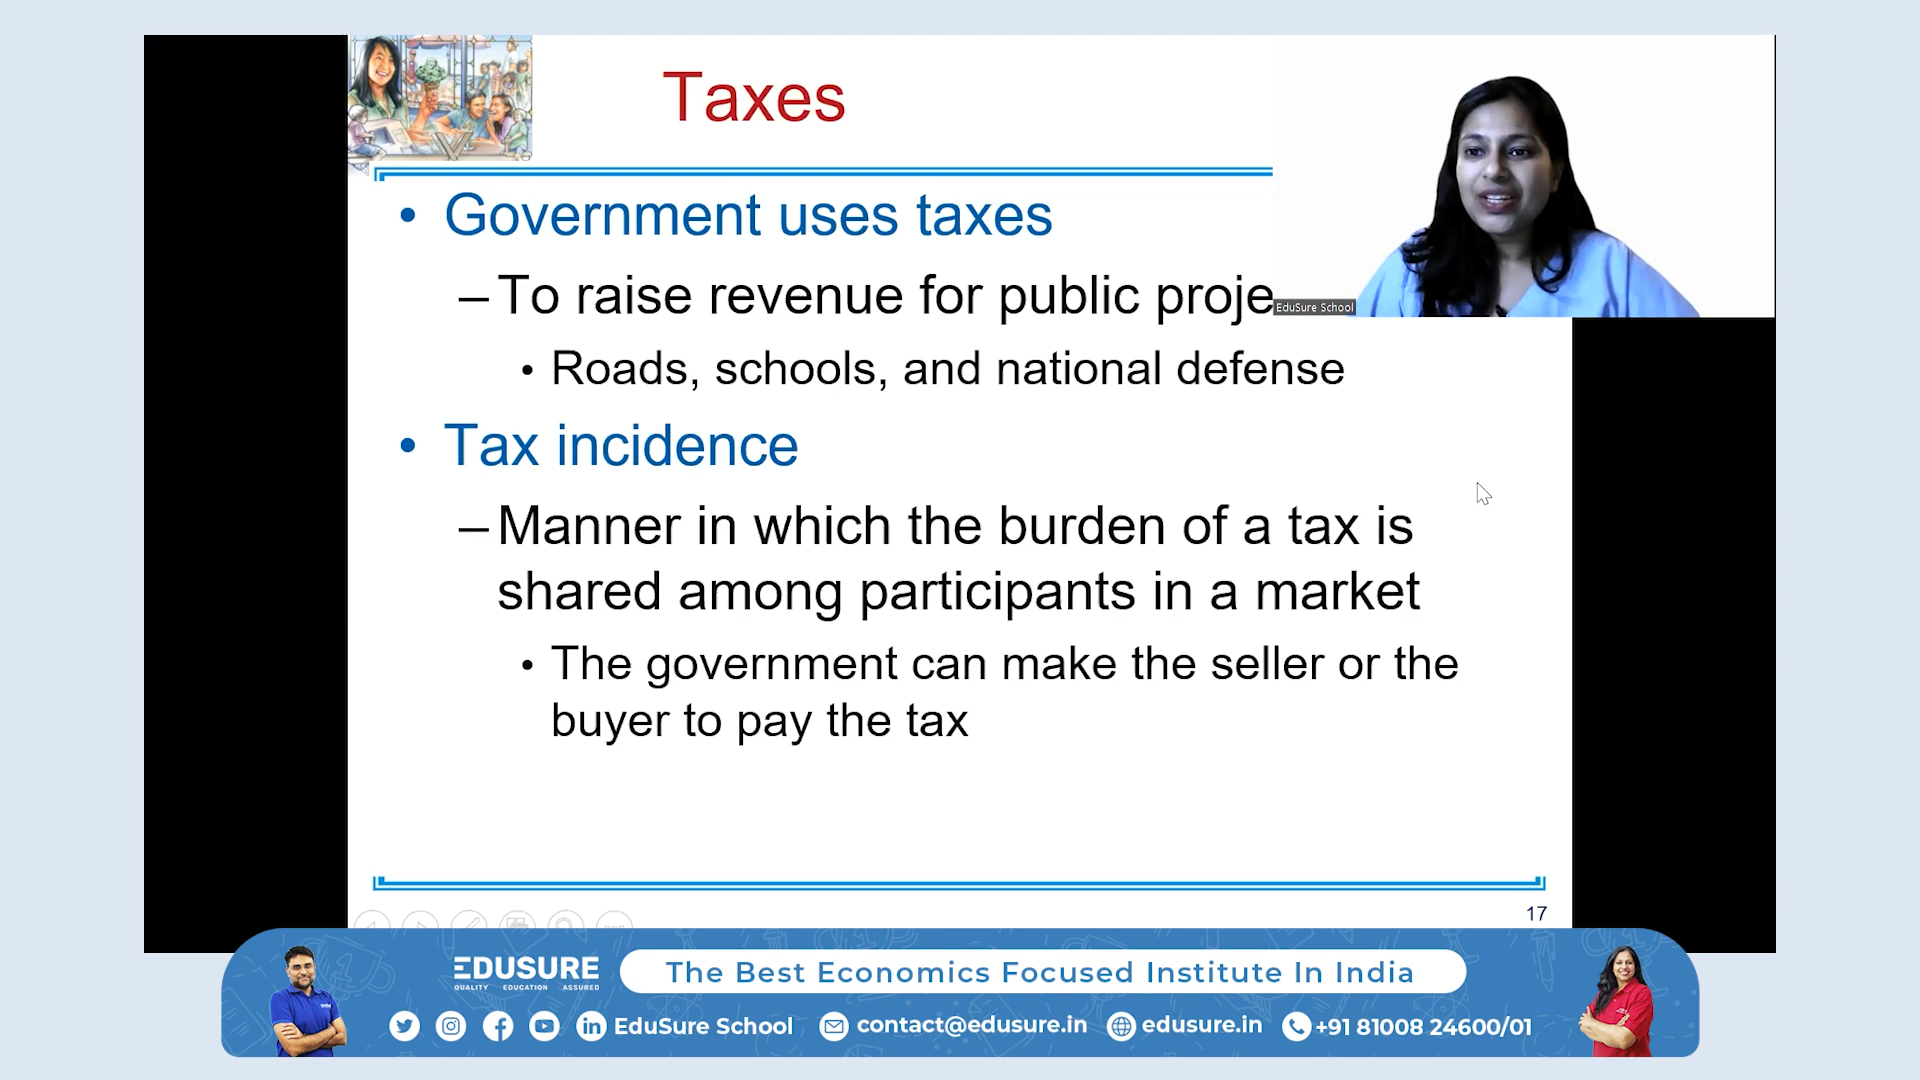 Taxes
• Government uses taxes
– To raise revenue for public proje
EduSure School
• Roads, schools, and national defense
• Tax incidence
– Manner in which the burden of a tax is
shared among participants in a market
• The government can make the seller or the
buyer to pay the tax
17
EDUSURE
QUALITY EDUCATION ASSURED
The Best Economics Focused Institute In India
EduSure School contact@edusure.in edusure.in +91 81008 24600/01